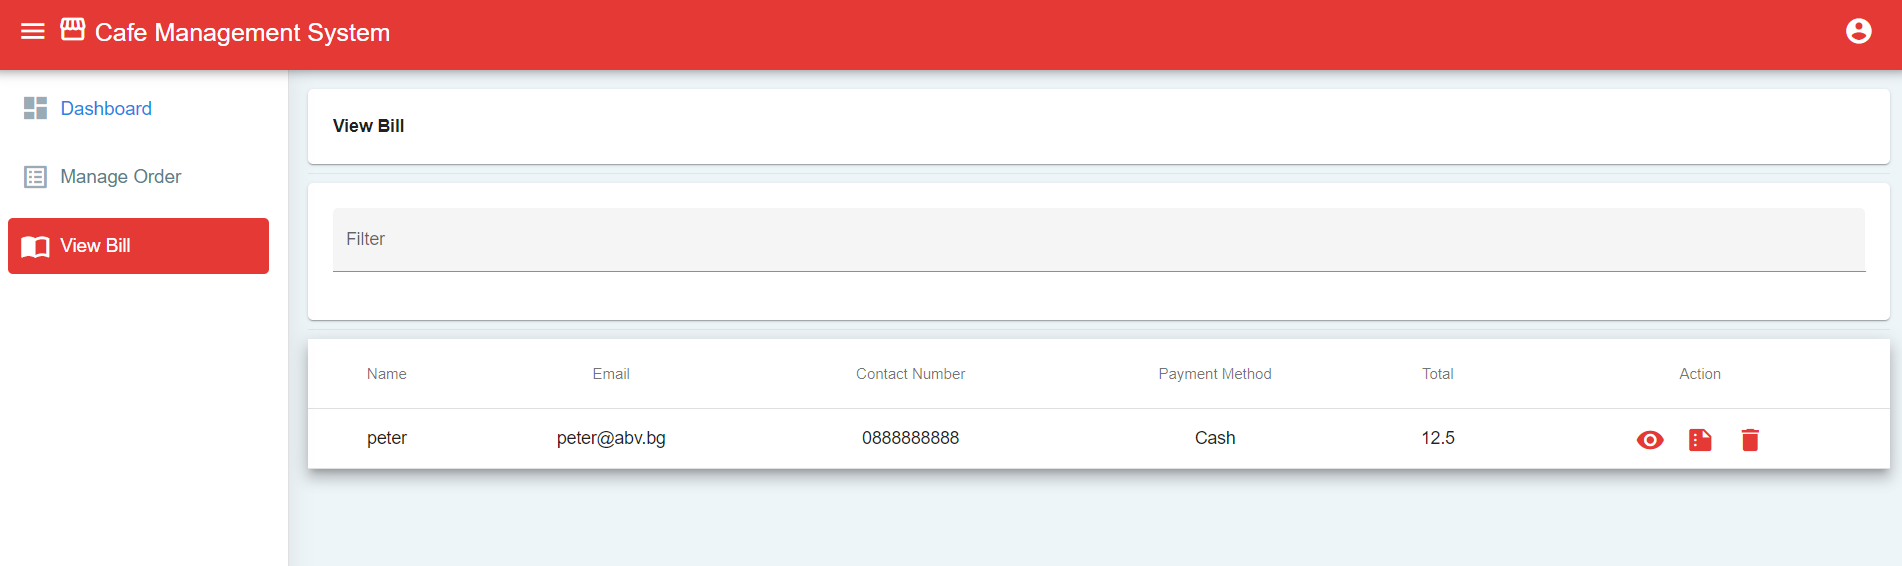 Cafe Management System
Dashboard
Manage Order
View Bill
View Bill
Filter
Name Email Contact Number Payment Method Total Action
peter peter@abv.bg 0888888888 Cash 12.5